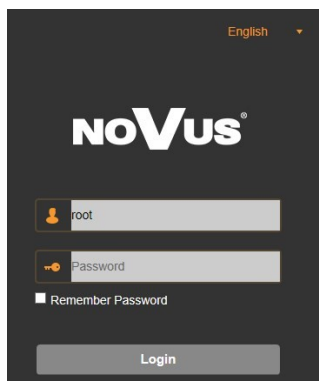 English
NOVUS®
root
Password
Remember Password
Login